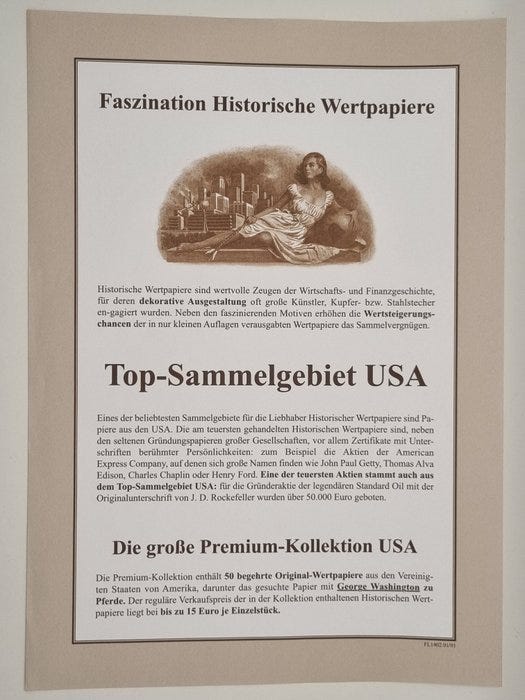 Faszination Historische Wertpapiere
Historische Wertpapiere sind wertvolle Zeugen der Wirtschafts- und Finanzgeschichte,
für deren dekorative Ausgestaltung oft große Künstler, Kupfer- bzw. Stahlstecher
en-gagiert wurden. Neben den faszinierenden Motiven erhöhen die Wertsteigerungs-
chancen der in nur kleinen Auflagen verausgabten Wertpapiere das Sammelvergnügen.
Top-Sammelgebiet USA
Eines der beliebtesten Sammelgebiete für die Liebhaber Historischer Wertpapiere sind Pa-
piere aus den USA. Die am teuersten gehandelten Historischen Wertpapiere sind, neben
den seltenen Gründungspapieren großer Gesellschaften, vor allem Zertifikate mit Unter-
schriften berühmter Persönlichkeiten: zum Beispiel die Aktien der American
Express Company, auf denen sich große Namen finden wie John Paul Getty, Thomas Alva
Edison, Charles Chaplin oder Henry Ford. Eine der teuersten Aktien stammt auch aus
dem Top-Sammelgebiet USA: für die Gründeraktie der legendären Standard Oil mit der
Originalunterschrift von J. D. Rockefeller wurden über 50.000 Euro geboten.
Die große Premium-Kollektion USA
Die Premium-Kollektion enthält 50 begehrte Original-Wertpapiere aus den Vereinig-
ten Staaten von Amerika, darunter das gesuchte Papier mit George Washington zu
Pferde. Der reguläre Verkaufspreis der in der Kollektion enthaltenen Historischen Wert-
papiere liegt bei bis zu 15 Euro je Einzelstück.